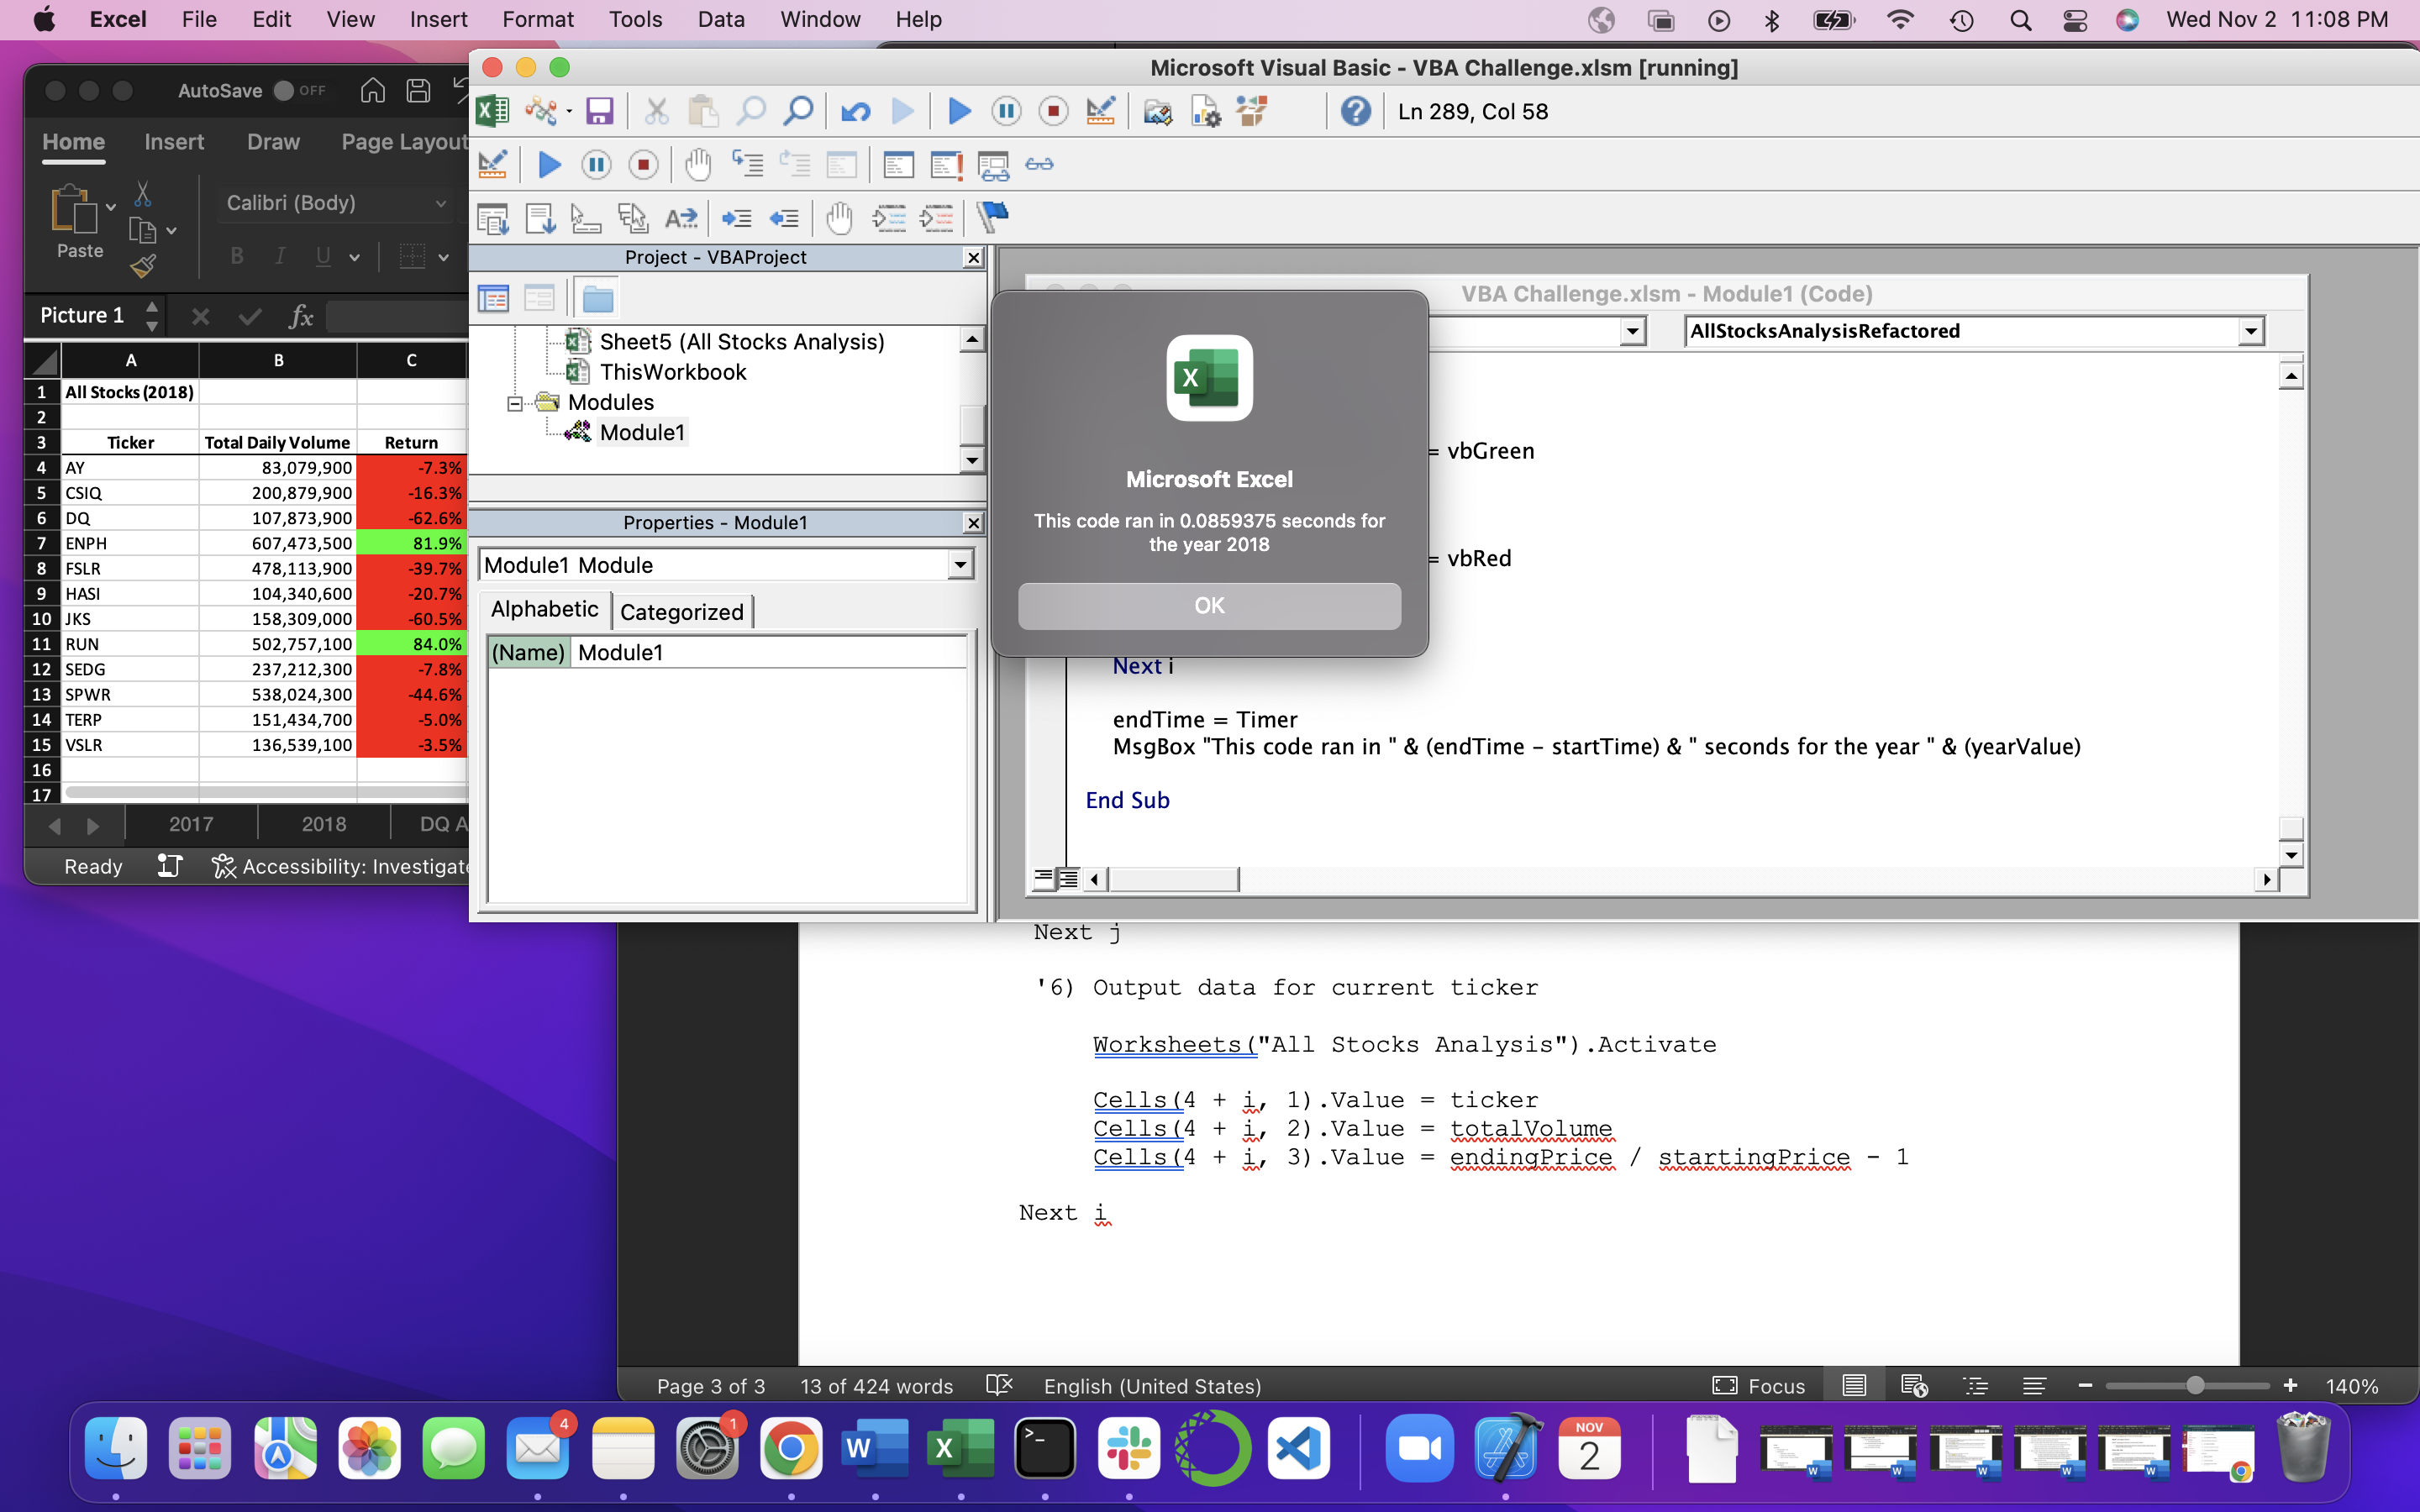 Excel File Edit View Insert Format Tools Data Window Help Wed Nov 2 11:08 PM
AutoSave OFF
Home Insert Draw Page Layout
Paste
Calibri (Body)
B I U
Picture 1
fx
A B C
1 All Stocks (2018)
2
3 Ticker Total Daily Volume Return
4 AY 83,079,900 -7.3%
5 CSIQ 200,879,900 -16.3%
6 DQ 107,873,900 -62.6%
7 ENPH 607,473,500 81.9%
8 FSLR 478,113,900 -39.7%
9 HASI 104,340,600 -20.7%
10 JKS 158,309,000 -60.5%
11 RUN 502,757,100 84.0%
12 SEDG 237,212,300 -7.8%
13 SPWR 538,024,300 -44.6%
14 TERP 151,434,700 -5.0%
15 VSLR 136,539,100 -3.5%
16
17
2017 2018 DQ A
Ready Accessibility: Investigate
Microsoft Visual Basic - VBA Challenge.xlsm [running]
Ln 289, Col 58
Project - VBAProject
Sheet5 (All Stocks Analysis)
ThisWorkbook
Modules
Module1
Properties - Module1
Module1 Module
Alphabetic Categorized
(Name) Module1
VBA Challenge.xlsm - Module1 (Code)
AllStocksAnalysisRefactored
= vbGreen
= vbRed
Next i
endTime = Timer
MsgBox "This code ran in " & (endTime - startTime) & " seconds for the year " & (yearValue)
End Sub
Microsoft Excel
This code ran in 0.0859375 seconds for
the year 2018
OK
Next j
'6) Output data for current ticker
Worksheets("All Stocks Analysis").Activate
Cells(4 + i, 1).Value = ticker
Cells(4 + i, 2).Value = totalVolume
Cells(4 + i, 3).Value = endingPrice / startingPrice - 1
Next i
Page 3 of 3 13 of 424 words English (United States) Focus 140%
4
1
NOV
2